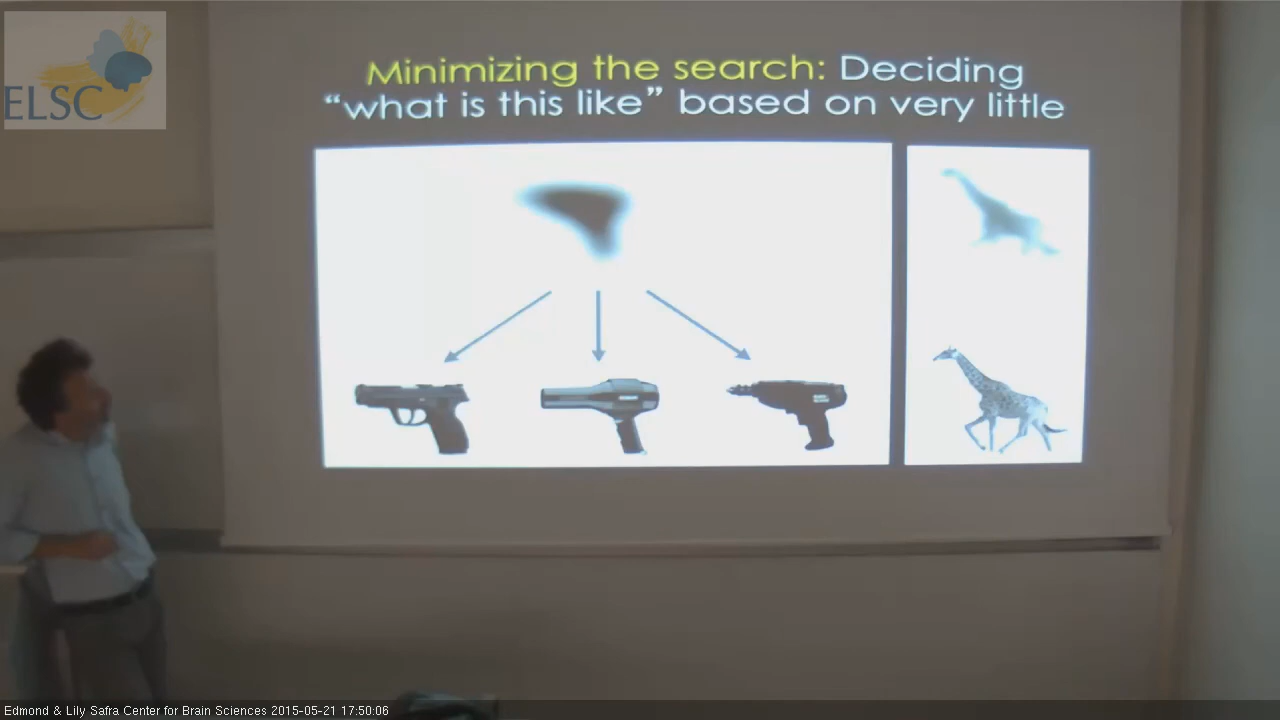 ELSC
Minimizing the search: Deciding
“what is this like” based on very little
Edmond & Lily Safra Center for Brain Sciences 2015-05-21 17:50:06